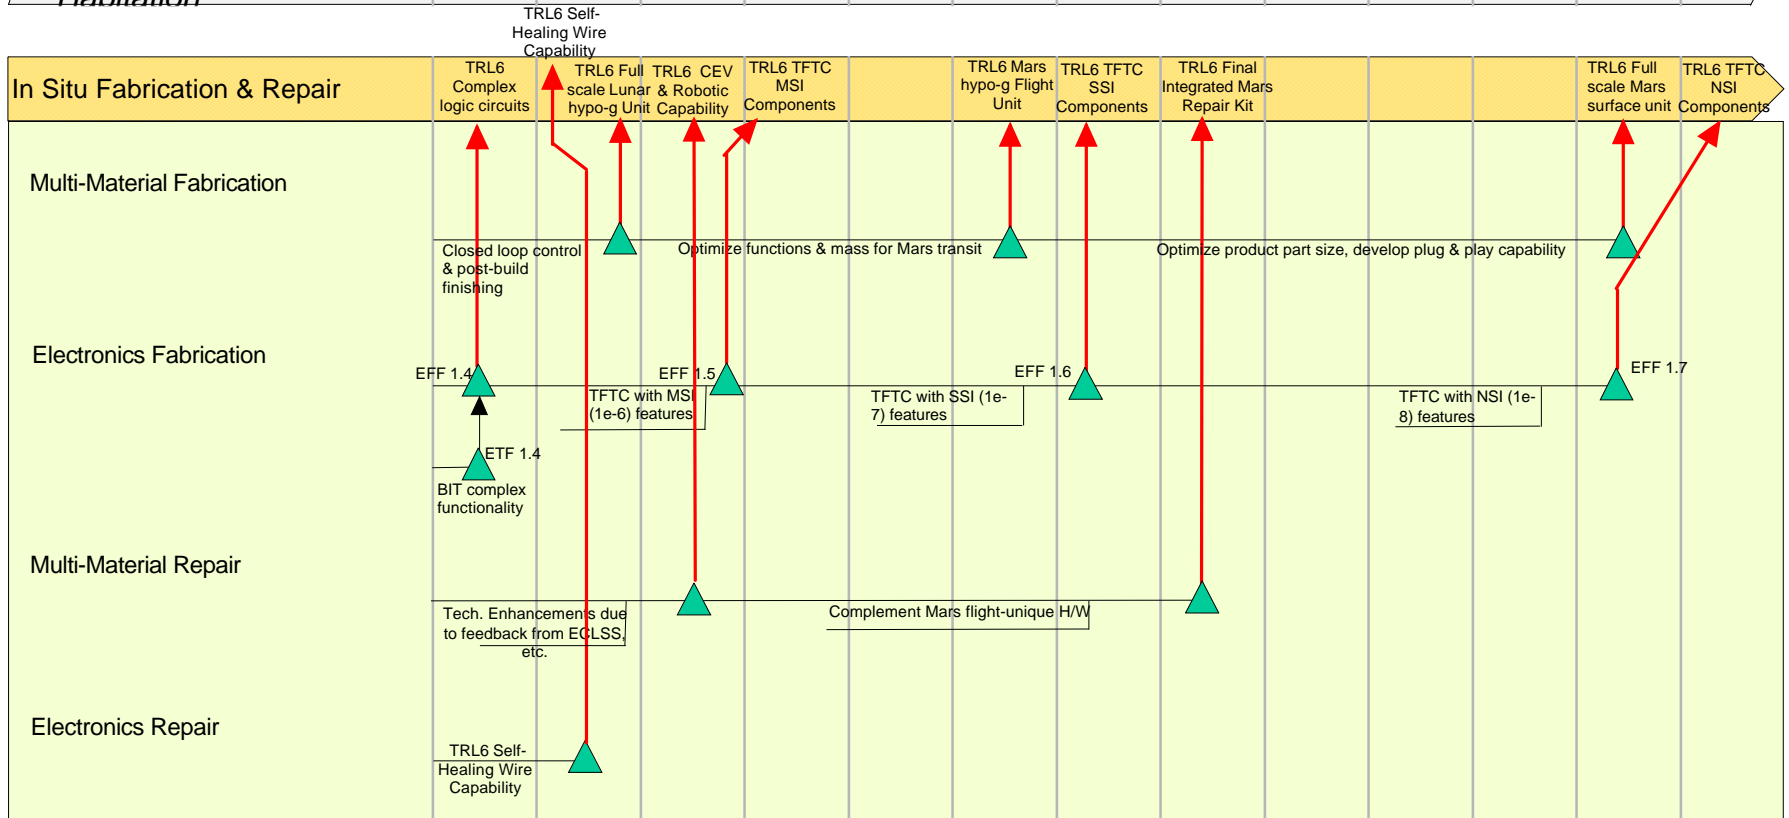 Habitation
TRL6 Self-
Healing Wire
Capability
In Situ Fabrication & Repair
TRL6
Complex
logic circuits
TRL6 Full
scale Lunar
hypo-g Unit
TRL6 CEV
& Robotic
Capability
TRL6 TFTC
MSI
Components
TRL6 Mars
hypo-g Flight
Unit
TRL6 TFTC
SSI
Components
TRL6 Final
Integrated Mars
Repair Kit
TRL6 Full
scale Mars
surface unit
TRL6 TFTC
NSI
Components
Multi-Material Fabrication
Closed loop control
& post-build
finishing
Optimize functions & mass for Mars transit
Optimize product part size, develop plug & play capability
Electronics Fabrication
EFF 1.4
EFF 1.5
EFF 1.6
EFF 1.7
TFTC with MSI
(1e-6) features
TFTC with SSI (1e-
7) features
TFTC with NSI (1e-
8) features
ETF 1.4
BIT complex
functionality
Multi-Material Repair
Tech. Enhancements due
to feedback from ECLSS,
etc.
Complement Mars flight-unique H/W
Electronics Repair
TRL6 Self-
Healing Wire
Capability